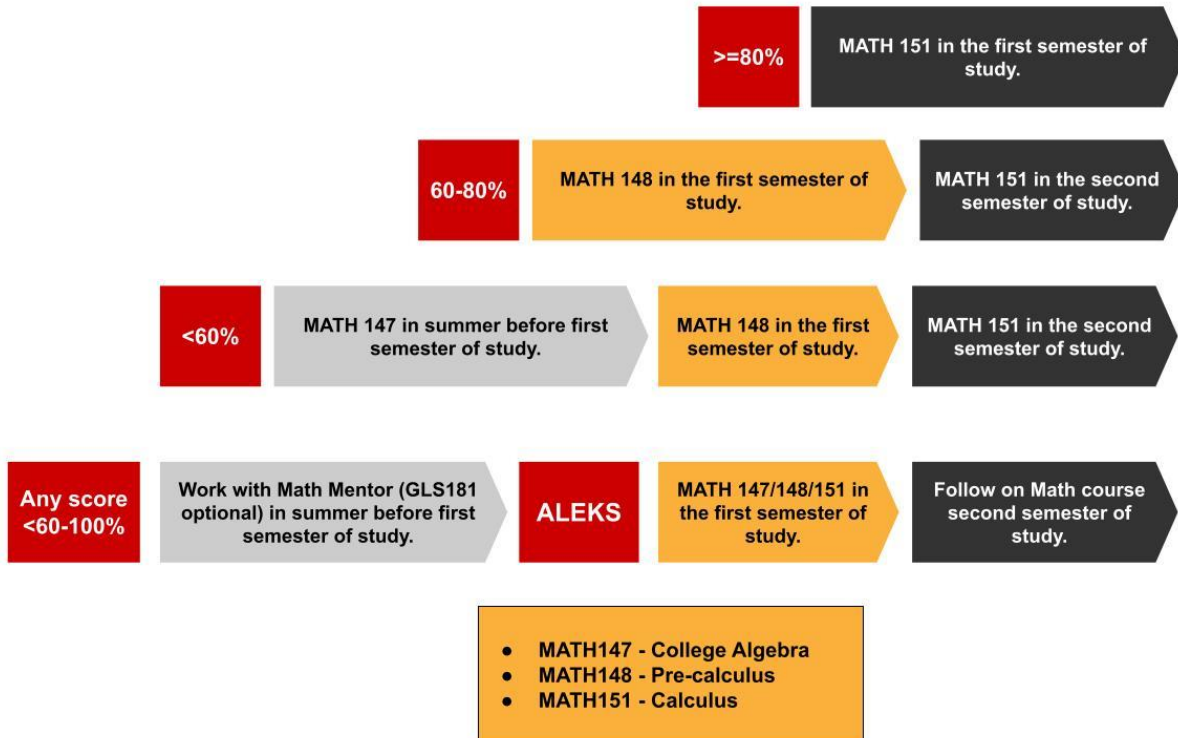 >=80%
MATH 151 in the first semester of
study.
60-80%
MATH 148 in the first semester of
study.
MATH 151 in the second
semester of study.
<60%
MATH 147 in summer before first
semester of study.
MATH 148 in the first
semester of study.
MATH 151 in the second
semester of study.
Any score
<60-100%
Work with Math Mentor (GLS181
optional) in summer before first
semester of study.
ALEKS
MATH 147/148/151 in
the first semester of
study.
Follow on Math course
second semester of
study.
● MATH147 - College Algebra
● MATH148 - Pre-calculus
● MATH151 - Calculus